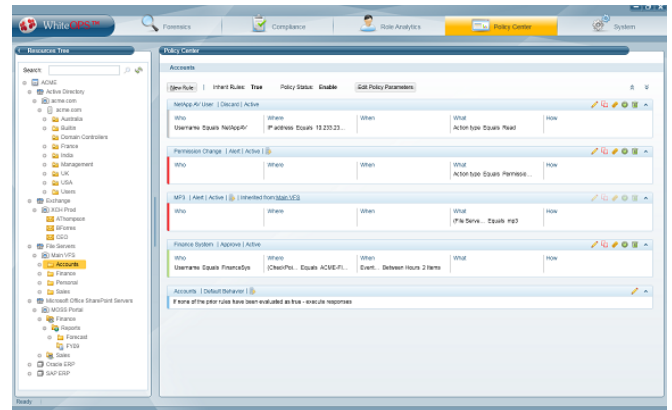 WhiteOPS™
Forensics
Compliance
Role Analytics
Policy Center
System
Resources Tree
Search:
ACME
Active Directory
acme.com
acme.com
Australia
Builtin
Domain Controllers
France
India
Management
UK
USA
Users
Exchange
XCH Prod
AThompson
BFlores
CEO
File Servers
Main VFS
Accounts
Finance
Personal
Sales
Microsoft Office SharePoint Servers
MOSS Portal
Finance
Reports
Forecast
FY09
Sales
Oracle ERP
SAP ERP
Policy Center
Accounts
New Rule | Inherit Rules: True Policy Status: Enable Edit Policy Parameters
NetApp AV User | Discard | Active
Who Where When What How
Username Equals NetAppAV IP address Equals 10.233.23... Action type Equals Read
Permission Change | Alert | Active |
Who Where When What How
Action type Equals Permissio...
MP3 | Alert | Active | | Inherited from:Main VFS
Who Where When What How
(File Serve... Equals mp3
Finance System | Approve | Active
Who Where When What How
Username Equals FinanceSys (CheckPoi... Equals ACME-FI... Event... Between Hours 2 Items
Accounts | Default Behavior |
If none of the prior rules have been evaluated as true - execute responses
Ready